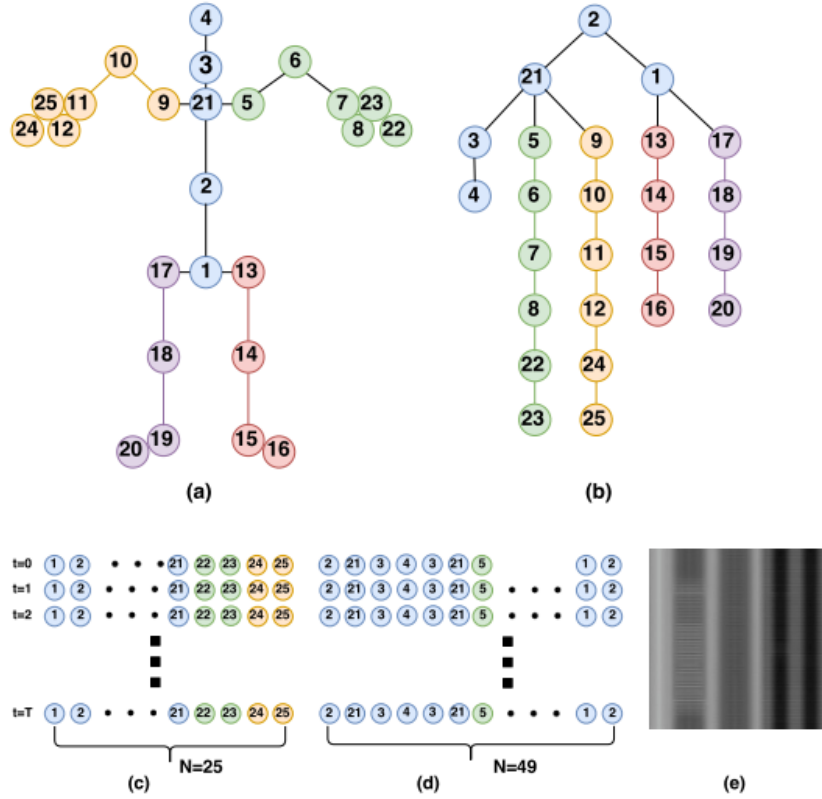 4
3
10
6
25 11 9 21 5 7 23
24 12 8 22
2
17 1 13
18 14
20 19 15 16
(a)
2
21 1
3 5 9 13 17
4 6 10 14 18
7 11 15 19
8 12 16 20
22 24
23 25
(b)
t=0 1 2 21 22 23 24 25
t=1 1 2 21 22 23 24 25
t=2 1 2 21 22 23 24 25
t=T 1 2 21 22 23 24 25
N=25
(c)
2 21 3 4 3 21 5 1 2
2 21 3 4 3 21 5 1 2
2 21 3 4 3 21 5 1 2
2 21 3 4 3 21 5 1 2
N=49
(d)
(e)